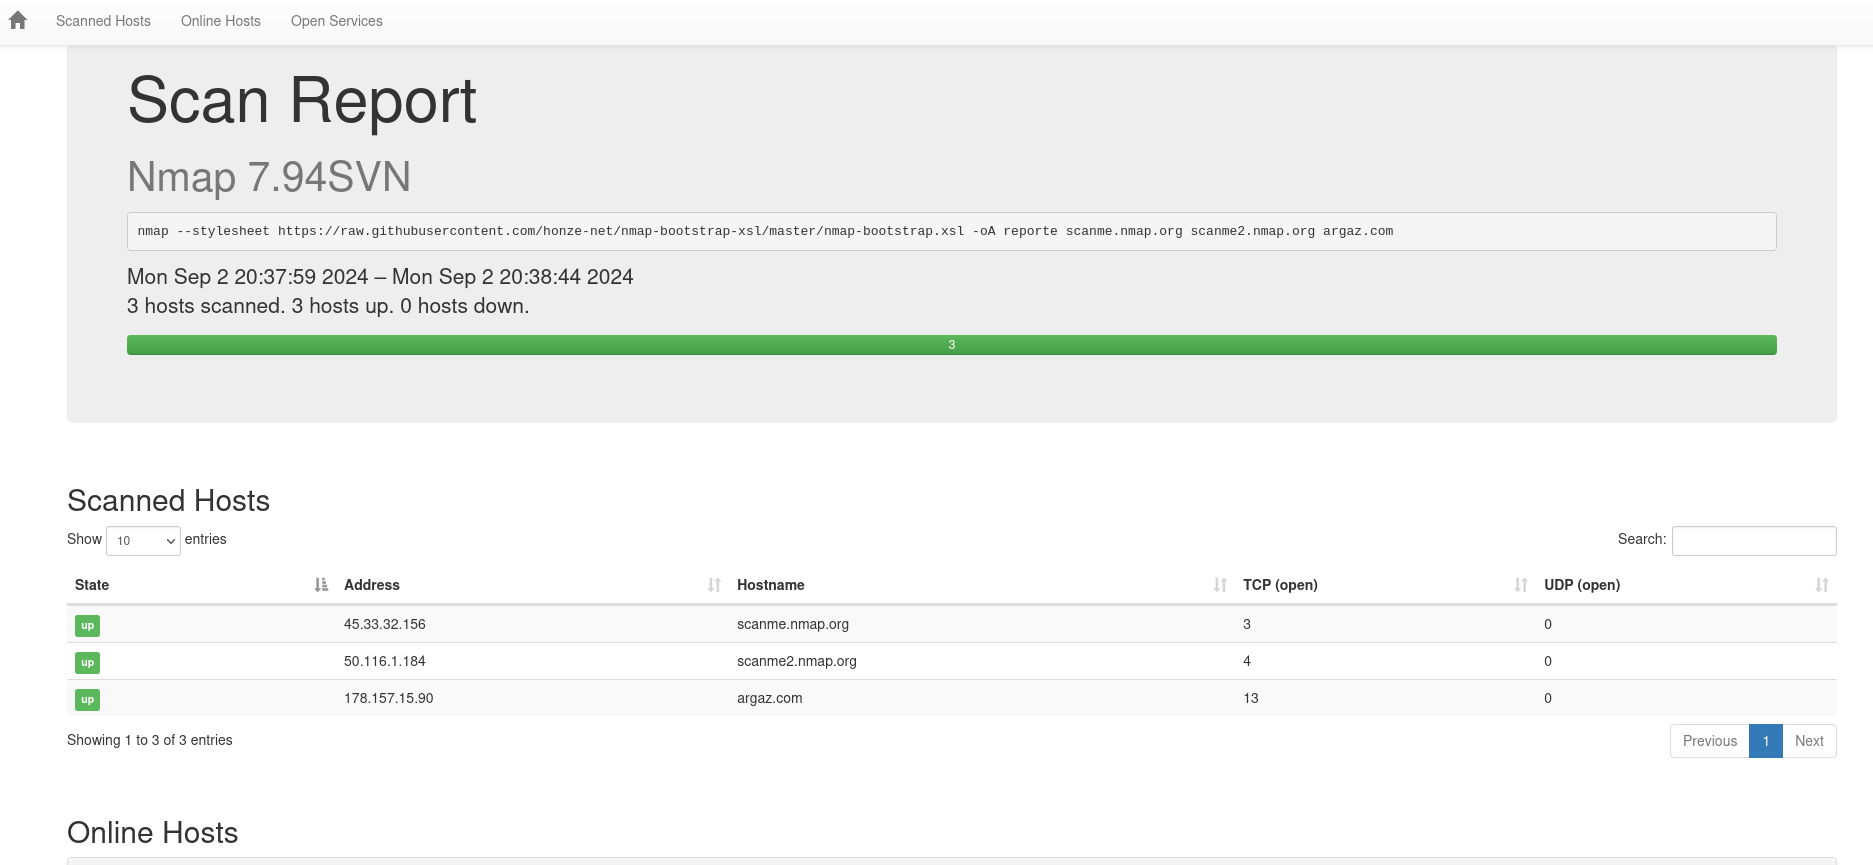 Scanned Hosts Online Hosts Open Services
Scan Report
Nmap 7.94SVN
nmap --stylesheet https://raw.githubusercontent.com/honze-net/nmap-bootstrap-xsl/master/nmap-bootstrap.xsl -oA reporte scanme.nmap.org scanme2.nmap.org argaz.com
Mon Sep 2 20:37:59 2024 – Mon Sep 2 20:38:44 2024
3 hosts scanned. 3 hosts up. 0 hosts down.
3
Scanned Hosts
Show 10 entries Search:
State Address Hostname TCP (open) UDP (open)
up 45.33.32.156 scanme.nmap.org 3 0
up 50.116.1.184 scanme2.nmap.org 4 0
up 178.157.15.90 argaz.com 13 0
Showing 1 to 3 of 3 entries Previous 1 Next
Online Hosts